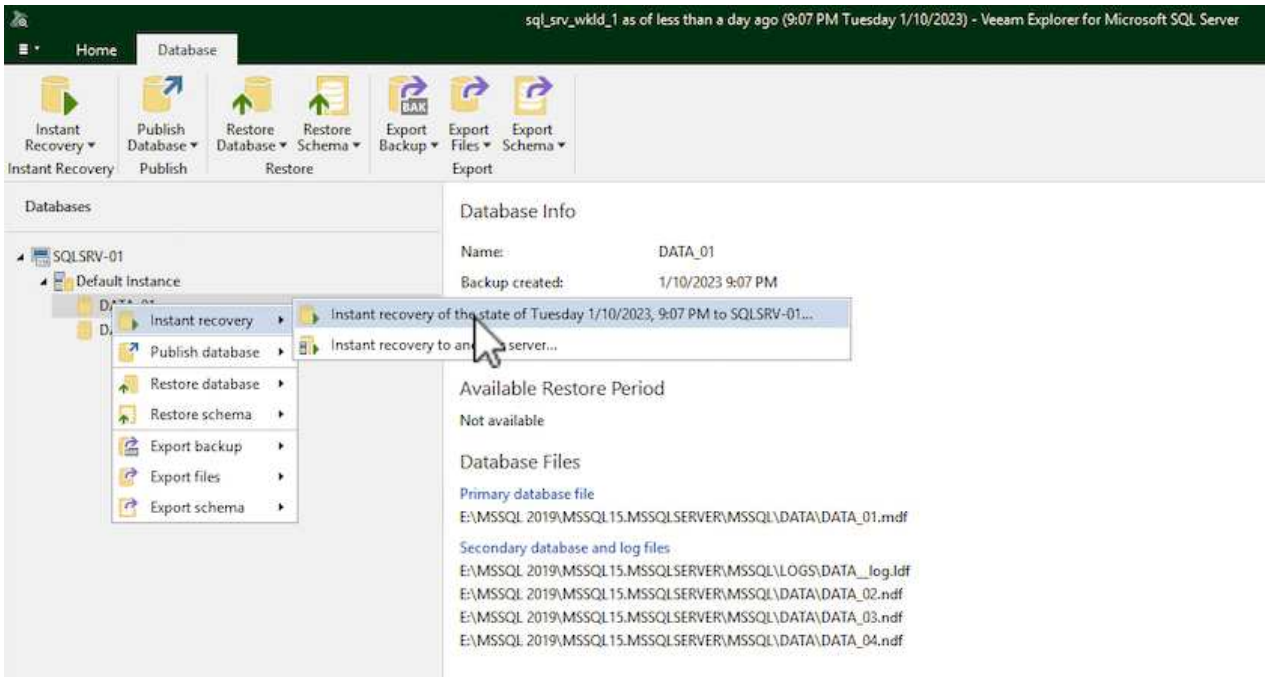 sql_srv_wkld_1 as of less than a day ago (9:07 PM Tuesday 1/10/2023) - Veeam Explorer for Microsoft SQL Server
Home Database
Instant Recovery
Publish Database
Restore Database
Restore Schema
BAK
Export Backup
Export Files
Export Schema
Instant Recovery Publish Restore Export
Databases
SQLSRV-01
Default Instance
Instant recovery
Publish database
Restore database
Restore schema
Export backup
Export files
Export schema
Instant recovery of the state of Tuesday 1/10/2023, 9:07 PM to SQLSRV-01...
Instant recovery to server...
Database Info
Name: DATA_01
Backup created: 1/10/2023 9:07 PM
Available Restore Period
Not available
Database Files
Primary database file
E:\MSSQL 2019\MSSQL15.MSSQLSERVER\MSSQL\DATA\DATA_01.mdf
Secondary database and log files
E:\MSSQL 2019\MSSQL15.MSSQLSERVER\MSSQL\LOGS\DATA__log.ldf
E:\MSSQL 2019\MSSQL15.MSSQLSERVER\MSSQL\DATA\DATA_02.ndf
E:\MSSQL 2019\MSSQL15.MSSQLSERVER\MSSQL\DATA\DATA_03.ndf
E:\MSSQL 2019\MSSQL15.MSSQLSERVER\MSSQL\DATA\DATA_04.ndf